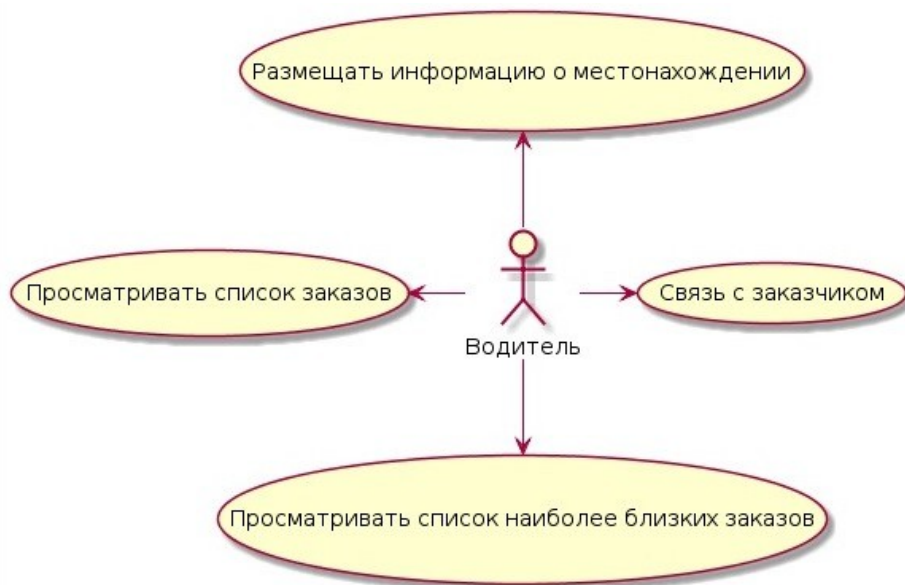 Размещать информацию о местонахождении
Просматривать список заказов
Связь с заказчиком
Водитель
Просматривать список наиболее близких заказов